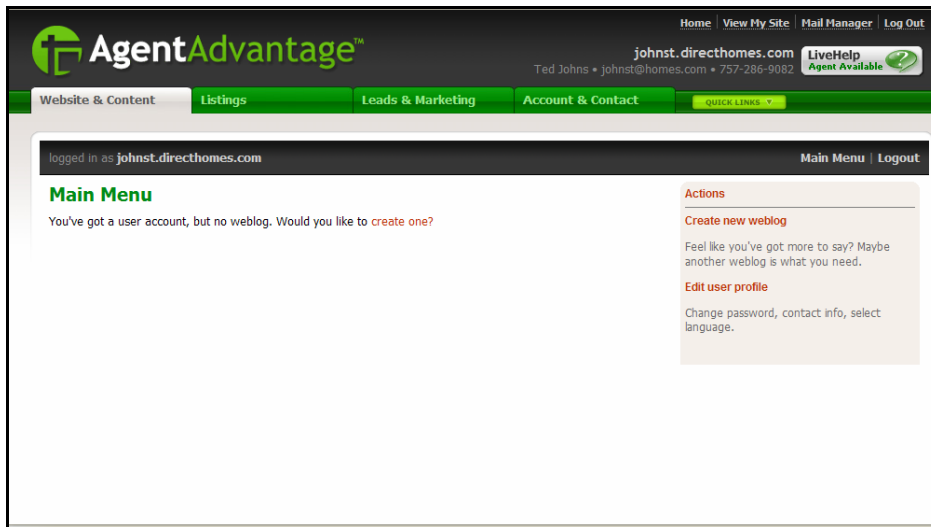 Home | View My Site | Mail Manager | Log Out
AgentAdvantage™
johnst.directhomes.com
Ted Johns • johnst@homes.com • 757-286-9082
LiveHelp
Agent Available
Website & Content
Listings
Leads & Marketing
Account & Contact
QUICK LINKS
logged in as johnst.directhomes.com
Main Menu | Logout
Main Menu
You've got a user account, but no weblog. Would you like to create one?
Actions
Create new weblog
Feel like you've got more to say? Maybe
another weblog is what you need.
Edit user profile
Change password, contact info, select
language.